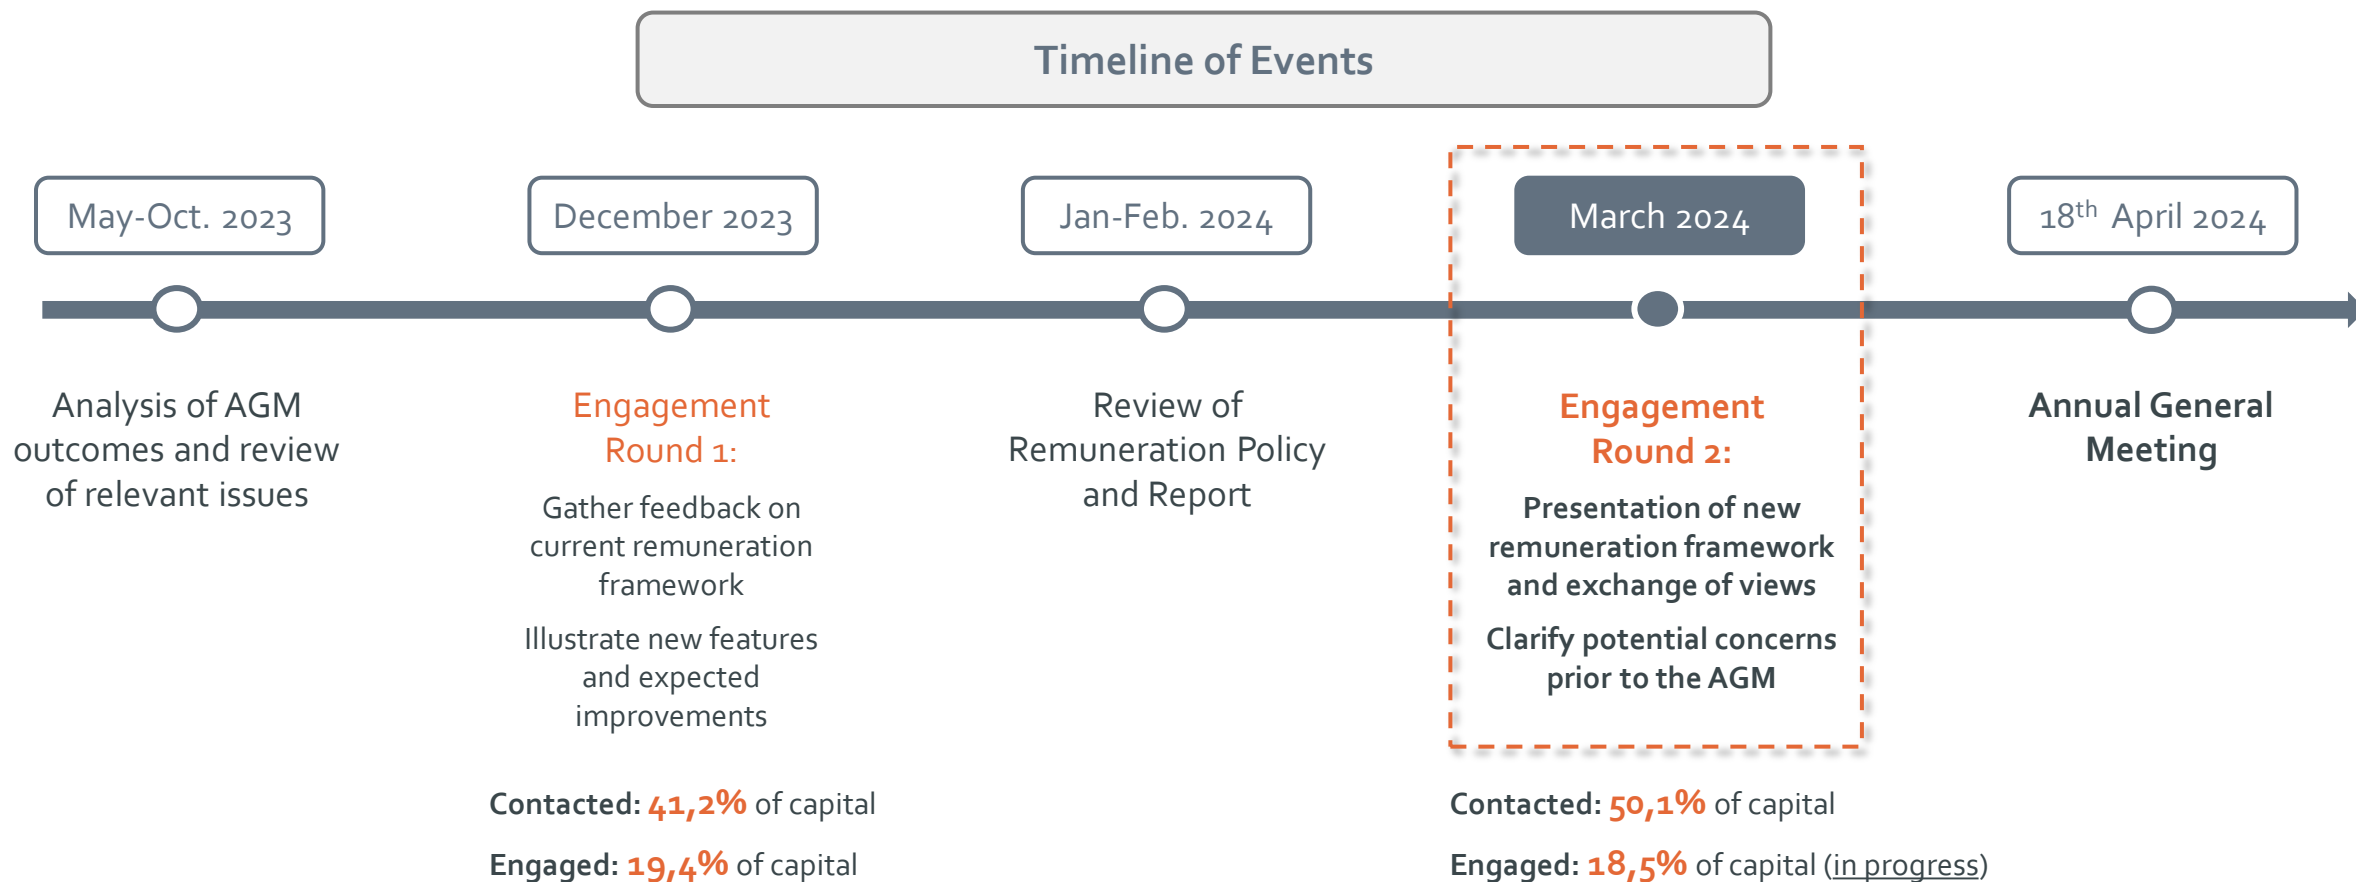 Timeline of Events
May-Oct. 2023
Analysis of AGM
outcomes and review
of relevant issues
December 2023
Engagement
Round 1:
Gather feedback on
current remuneration
framework
Illustrate new features
and expected
improvements
Contacted: 41,2% of capital
Engaged: 19,4% of capital
Jan-Feb. 2024
Review of
Remuneration Policy
and Report
March 2024
Engagement
Round 2:
Presentation of new
remuneration framework
and exchange of views
Clarify potential concerns
prior to the AGM
Contacted: 50,1% of capital
Engaged: 18,5% of capital (in progress)
18th April 2024
Annual General
Meeting